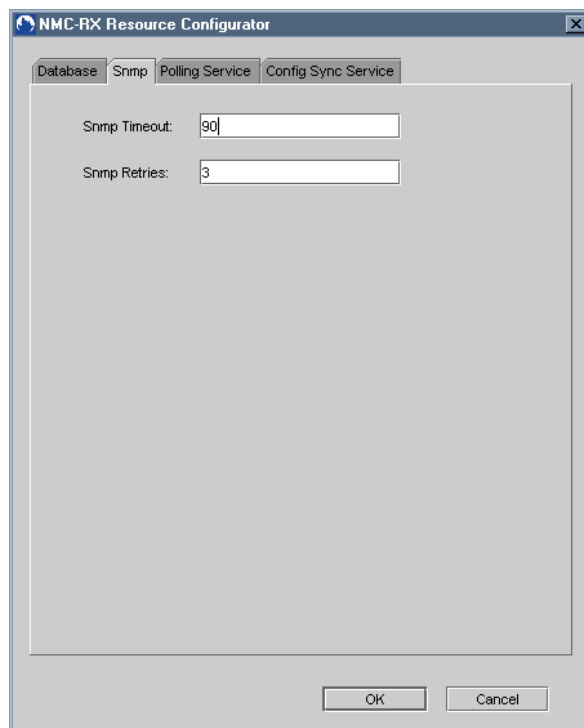 NMC-RX Resource Configurator
Database Snmp Polling Service Config Sync Service
Snmp Timeout: 90
Snmp Retries: 3
OK Cancel